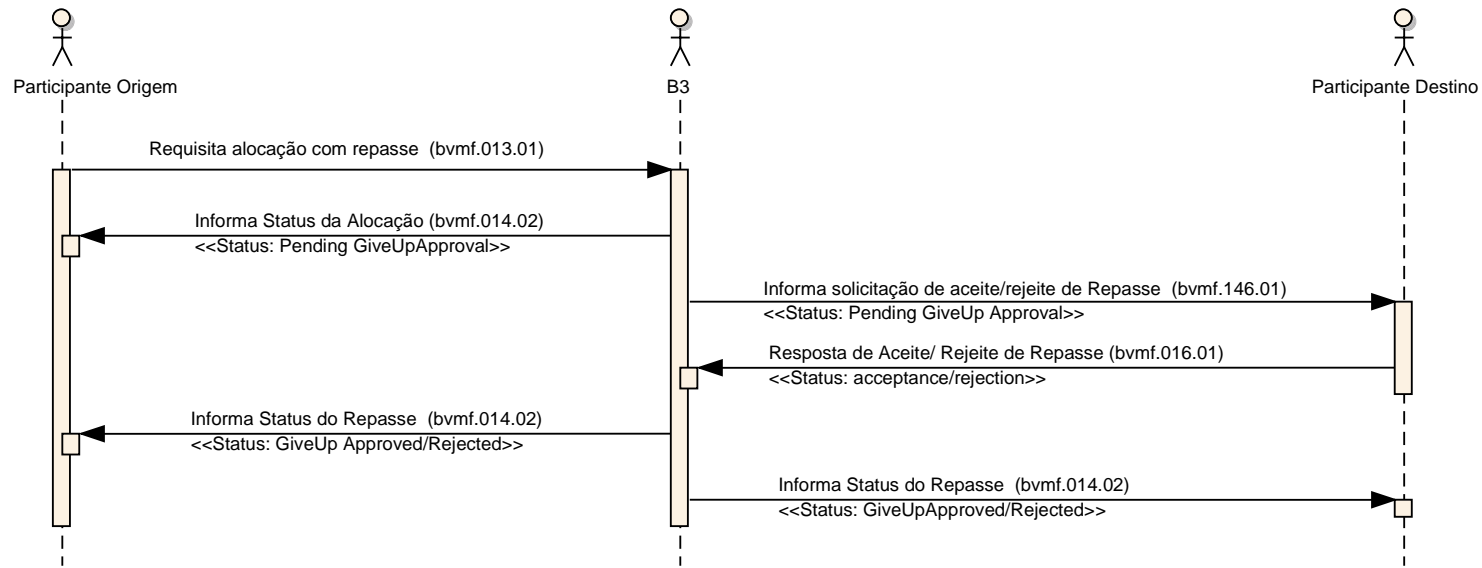 Participante Origem
B3
Participante Destino
Requisita alocação com repasse  (bvmf.013.01)
Informa Status da Alocação (bvmf.014.02)
<<Status: Pending GiveUpApproval>>
Informa solicitação de aceite/rejeite de Repasse  (bvmf.146.01)
<<Status: Pending GiveUp Approval>>
Resposta de Aceite/ Rejeite de Repasse (bvmf.016.01)
<<Status: acceptance/rejection>>
Informa Status do Repasse  (bvmf.014.02)
<<Status: GiveUp Approved/Rejected>>
Informa Status do Repasse  (bvmf.014.02)
<<Status: GiveUpApproved/Rejected>>